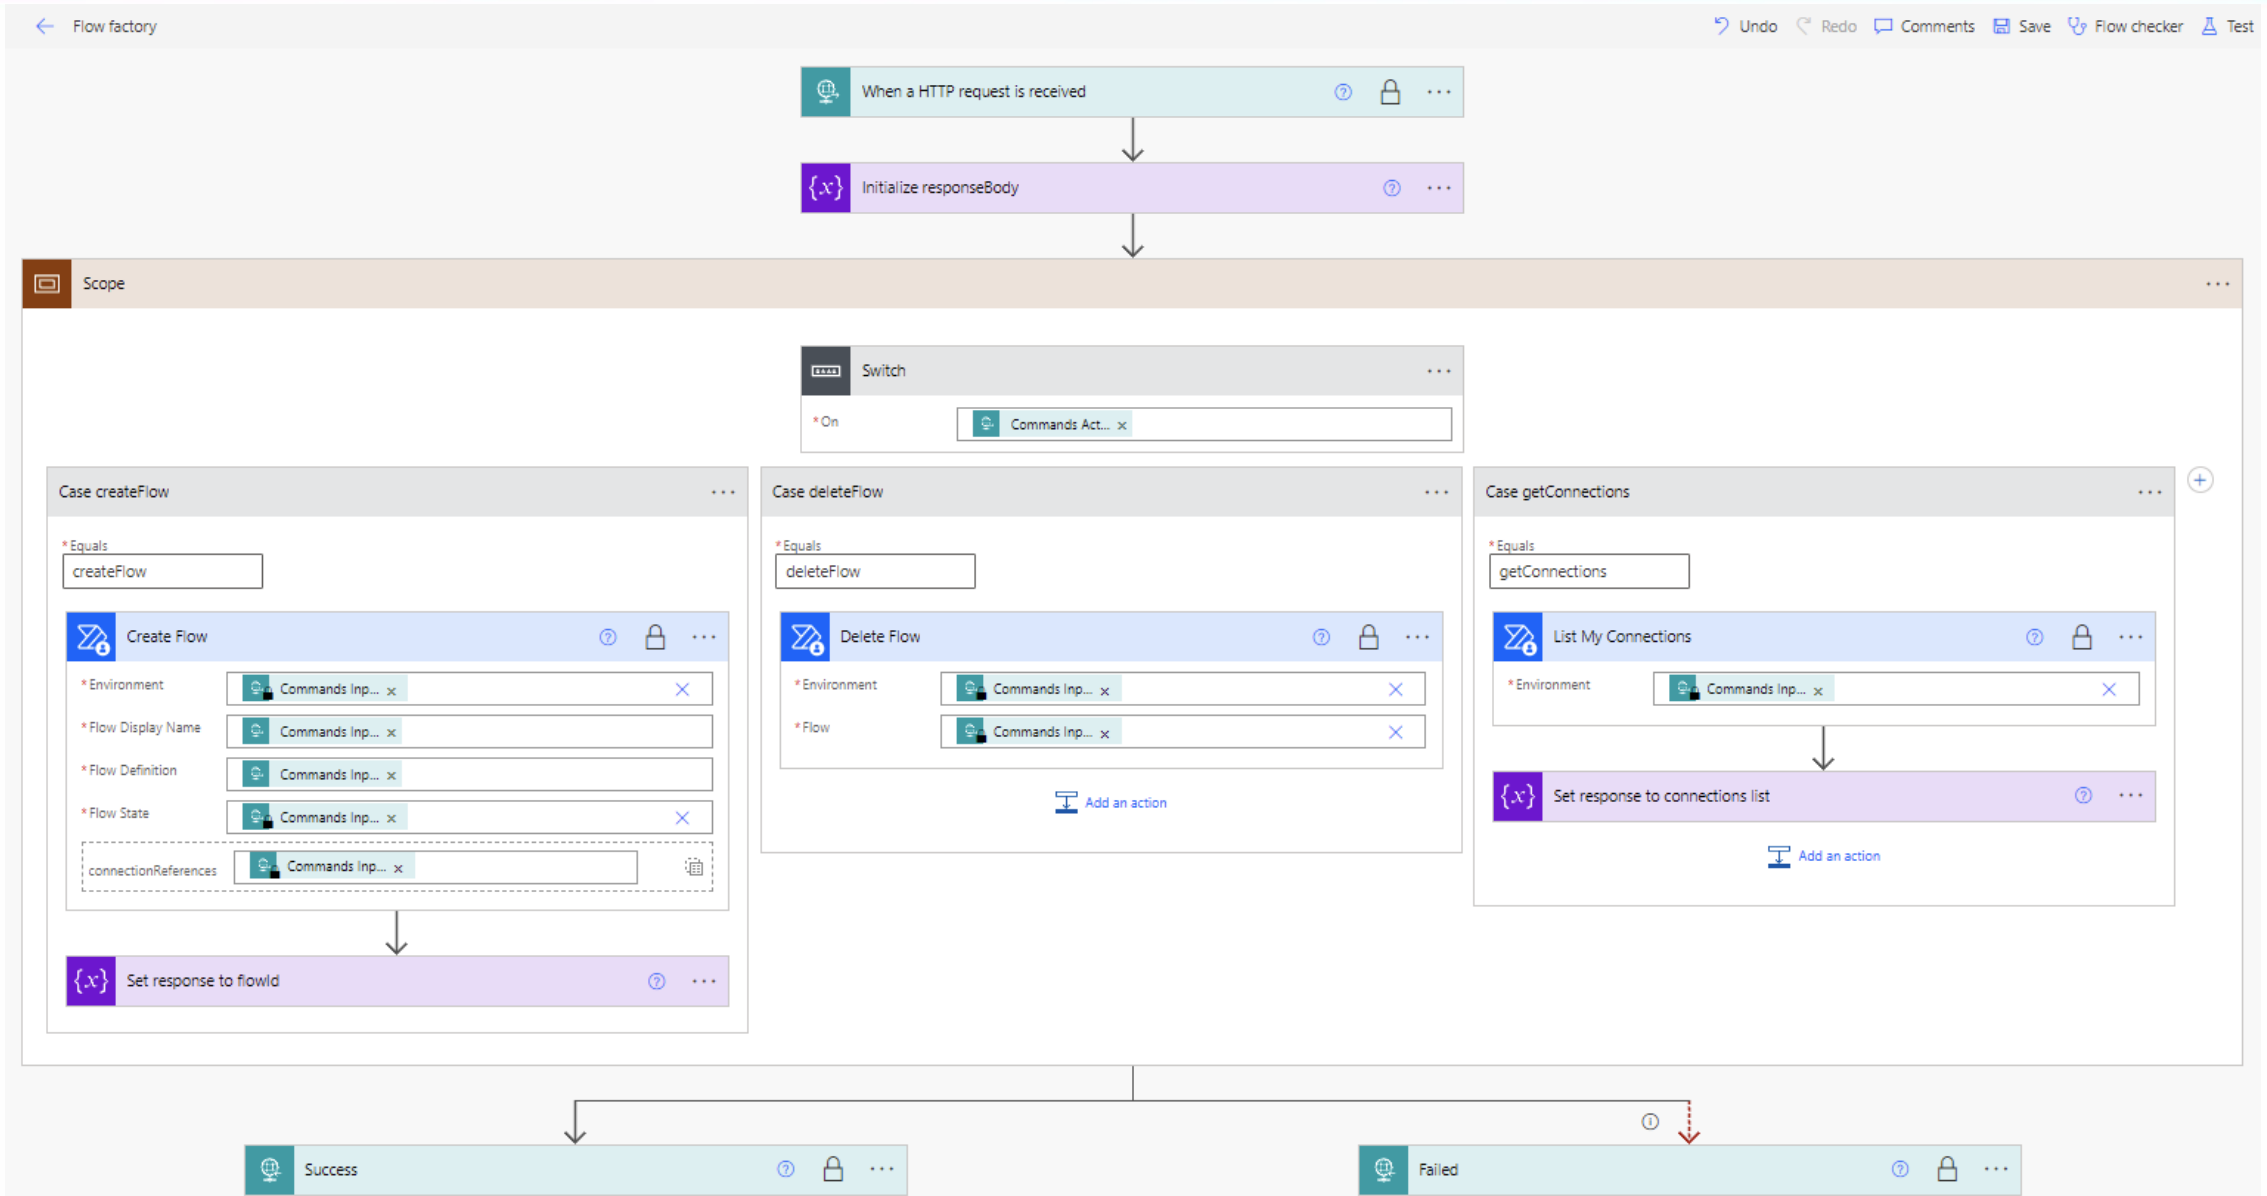 Flow factory
Undo Redo Comments Save Flow checker Test
When a HTTP request is received
{x} Initialize responseBody
Scope
Switch
*On Commands Act... ×
Case createFlow
*Equals
createFlow
Create Flow
*Environment Commands Inp... ×
*Flow Display Name Commands Inp... ×
*Flow Definition Commands Inp... ×
*Flow State Commands Inp... ×
connectionReferences Commands Inp... ×
{x} Set response to flowId
Case deleteFlow
*Equals
deleteFlow
Delete Flow
*Environment Commands Inp... ×
*Flow Commands Inp... ×
Add an action
Case getConnections
*Equals
getConnections
List My Connections
*Environment Commands Inp... ×
{x} Set response to connections list
Add an action
Success
Failed